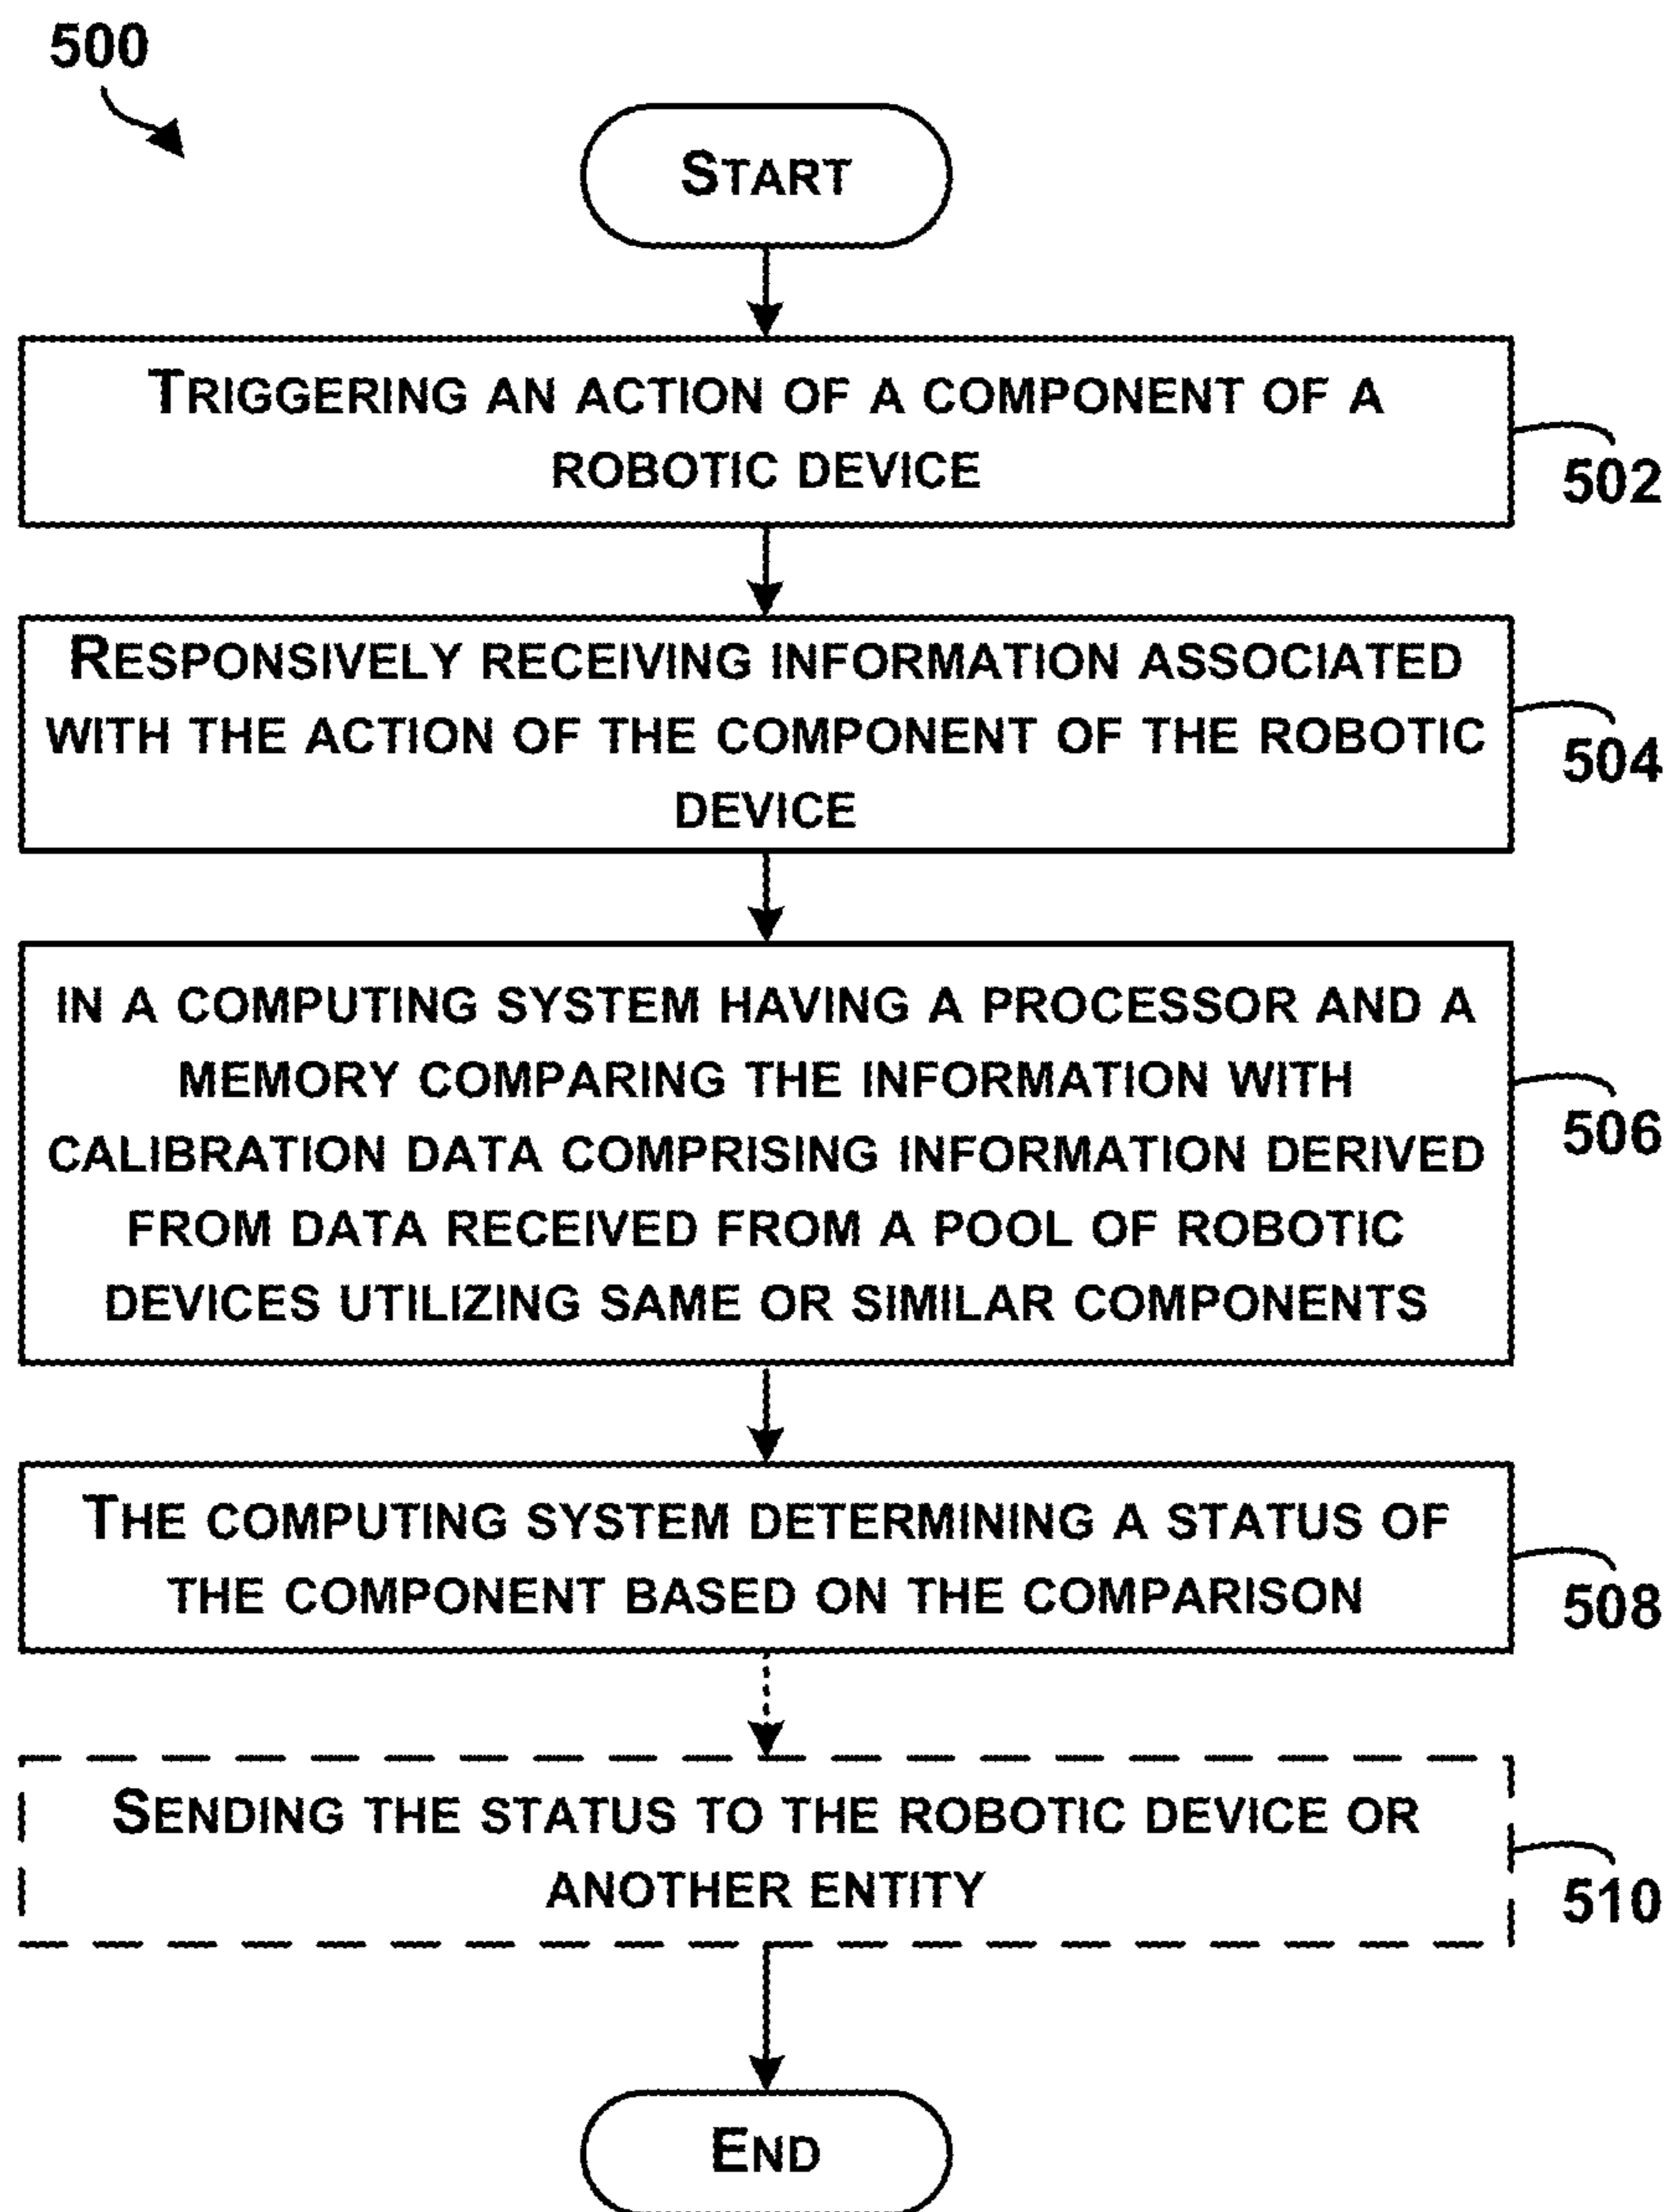 500
START
TRIGGERING AN ACTION OF A COMPONENT OF A
ROBOTIC DEVICE
502
RESPONSIVELY RECEIVING INFORMATION ASSOCIATED
WITH THE ACTION OF THE COMPONENT OF THE ROBOTIC
DEVICE
504
IN A COMPUTING SYSTEM HAVING A PROCESSOR AND A
MEMORY COMPARING THE INFORMATION WITH
CALIBRATION DATA COMPRISING INFORMATION DERIVED
FROM DATA RECEIVED FROM A POOL OF ROBOTIC
DEVICES UTILIZING SAME OR SIMILAR COMPONENTS
506
THE COMPUTING SYSTEM DETERMINING A STATUS OF
THE COMPONENT BASED ON THE COMPARISON
508
SENDING THE STATUS TO THE ROBOTIC DEVICE OR
ANOTHER ENTITY
510
END